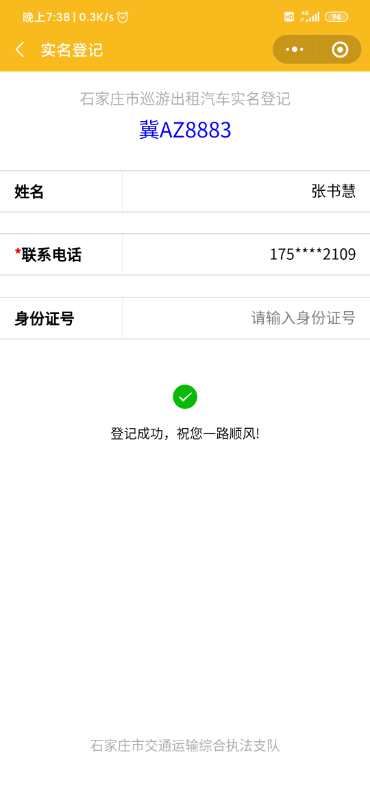 晚上7:38 | 0.3K/s
实名登记
石家庄市巡游出租汽车实名登记
冀AZ8883
姓名 张书慧
*联系电话 175****2109
身份证号 请输入身份证号
登记成功，祝您一路顺风!
石家庄市交通运输综合执法支队